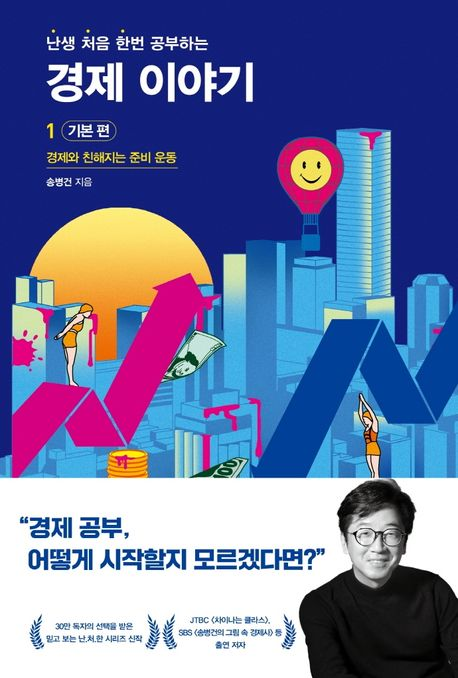 난생 처음 한번 공부하는
경제 이야기
1 기본 편
경제와 친해지는 준비 운동
송병건 지음
“경제 공부,
어떻게 시작할지 모르겠다면?”
30만 독자의 선택을 받은
믿고 보는 난.처.한 시리즈 신작
JTBC 〈차이나는 클라스〉,
SBS 〈송병건의 그림 속 경제사〉 등
출연 저자